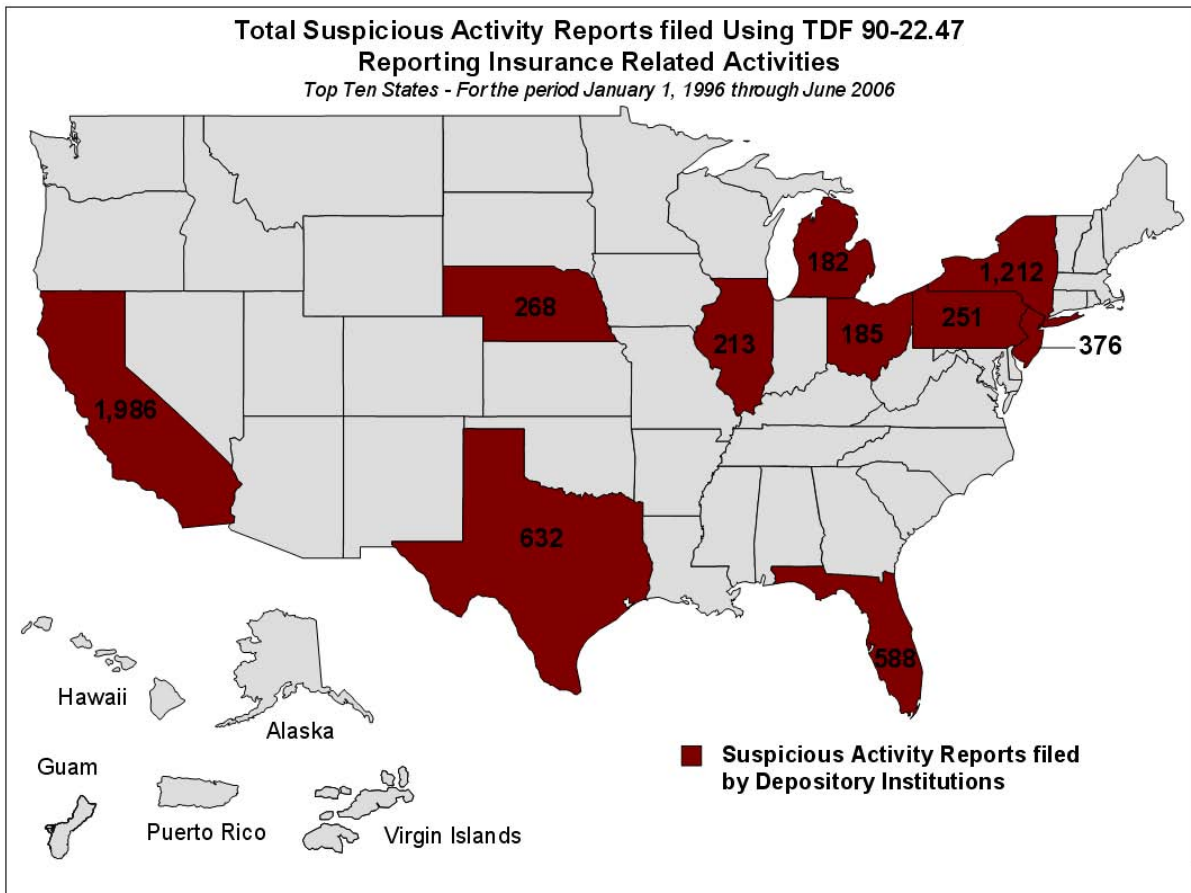 Total Suspicious Activity Reports filed Using TDF 90-22.47
Reporting Insurance Related Activities
Top Ten States - For the period January 1, 1996 through June 2006
182
1,212
268
251
185
213
376
1,986
632
588
Hawaii
Alaska
Guam
Puerto Rico
Virgin Islands
Suspicious Activity Reports filed
by Depository Institutions